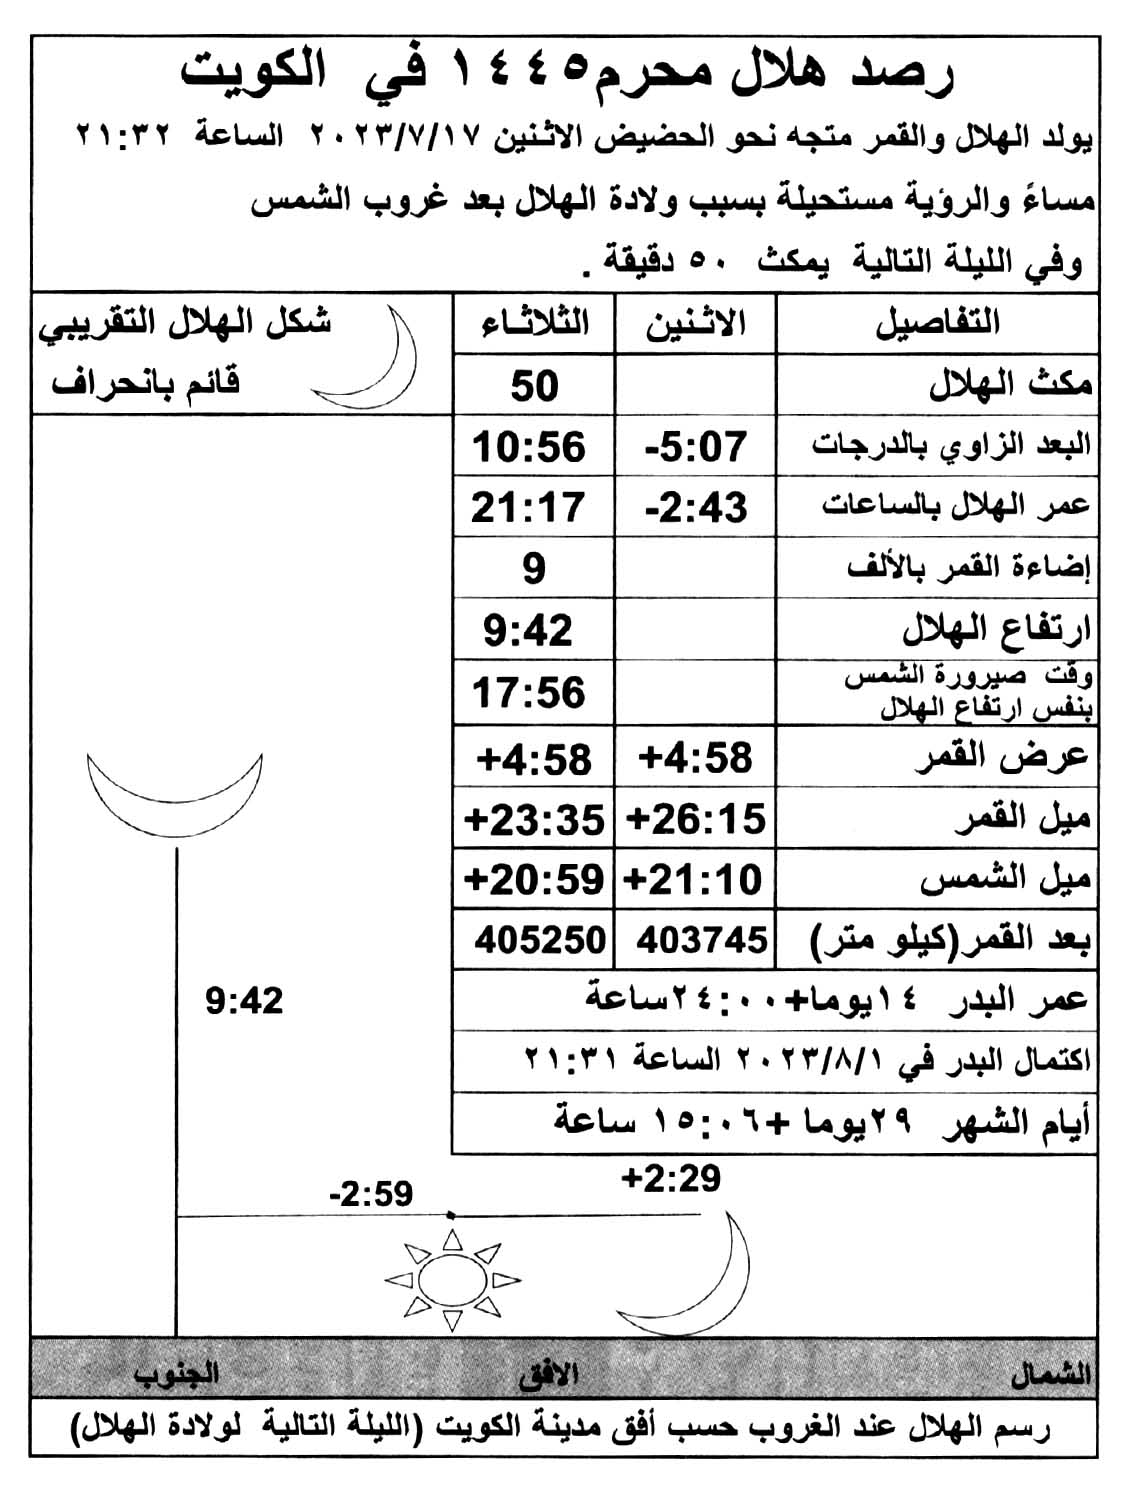 رصد هلال محرم١٤٤٥ في الكويت
يولد الهلال والقمر متجه نحو الحضيض الاثنين ٢٠٢٣/٧/١٧ الساعة ٢١:٣٢
مساءً والرؤية مستحيلة بسبب ولادة الهلال بعد غروب الشمس
وفي الليلة التالية يمكث ٥٠ دقيقة .
التفاصيل الاثنين الثلاثاء شكل الهلال التقريبي
قائم بانحراف
مكث الهلال 50
البعد الزاوي بالدرجات -5:07 10:56
عمر الهلال بالساعات -2:43 21:17
إضاءة القمر بالألف 9
ارتفاع الهلال 9:42
وقت صيرورة الشمس
بنفس ارتفاع الهلال 17:56
عرض القمر +4:58 +4:58
ميل القمر +26:15 +23:35
ميل الشمس +21:10 +20:59
بعد القمر(كيلو متر) 403745 405250
عمر البدر ١٤يوما+٢٤:٠٠ساعة
9:42
اكتمال البدر في ٢٠٢٣/٨/١ الساعة ٢١:٣١
أيام الشهر ٢٩يوما +١٥:٠٦ ساعة
+2:29
-2:59
الشمال الافق الجنوب
رسم الهلال عند الغروب حسب أفق مدينة الكويت (الليلة التالية لولادة الهلال)